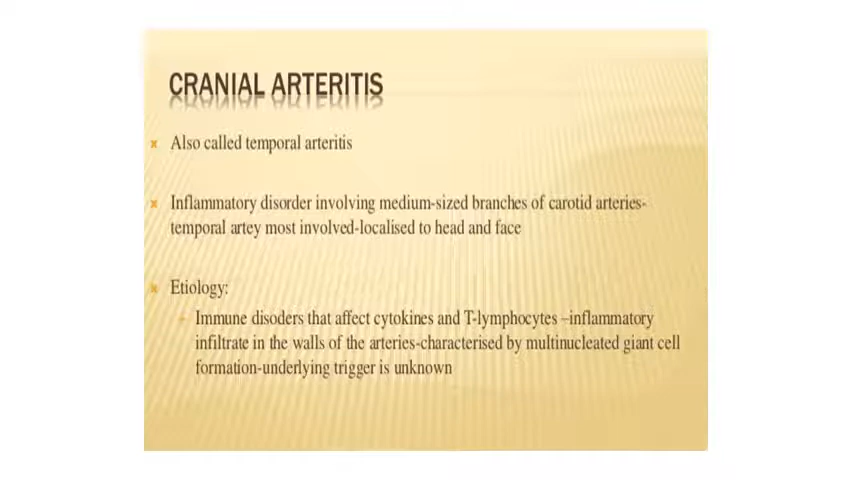 CRANIAL ARTERITIS
Also called temporal arteritis
Inflammatory disorder involving medium-sized branches of carotid arteries-
temporal artey most involved-localised to head and face
Etiology:
Immune disoders that affect cytokines and T-lymphocytes –inflammatory
infiltrate in the walls of the arteries-characterised by multinucleated giant cell
formation-underlying trigger is unknown